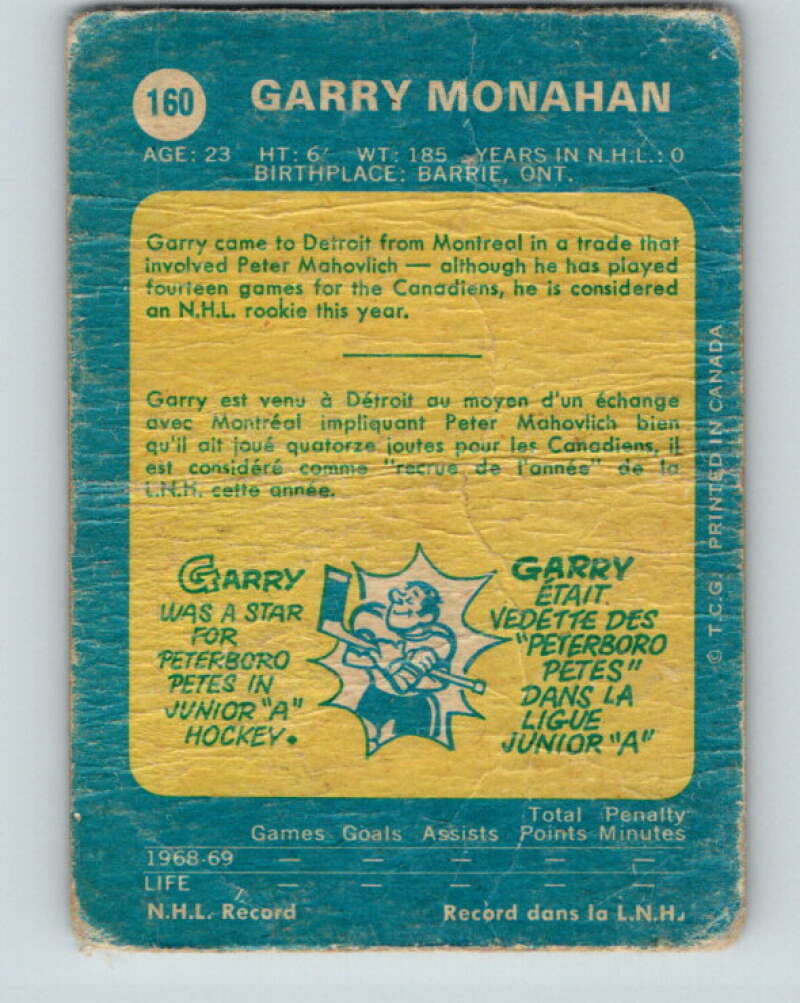 160
GARRY MONAHAN
AGE: 23 HT: 6' WT: 185 YEARS IN N.H.L.: 0
BIRTHPLACE: BARRIE, ONT.
Garry came to Detroit from Montreal in a trade that
involved Peter Mahovlich — although he has played
fourteen games for the Canadiens, he is considered
an N.H.L. rookie this year.
Garry est venu à Détroit au moyen d'un échange
avec Montréal impliquant Peter Mahovlich bien
qu'il ait joué quatorze joutes pour les Canadiens, il
est considéré comme "recrue de l'année" de la
L.N.H. cette année.
GARRY
WAS A STAR
FOR
PETERBORO
PETES IN
JUNIOR "A"
HOCKEY.
GARRY
ÉTAIT
VEDETTE DES
"PETERBORO
PETES"
DANS LA
LIGUE
JUNIOR "A"
© T.C.G. PRINTED IN CANADA
Total Penalty
Games Goals Assists Points Minutes
1968-69 — — — — —
LIFE — — — — —
N.H.L. Record Record dans la L.N.H.